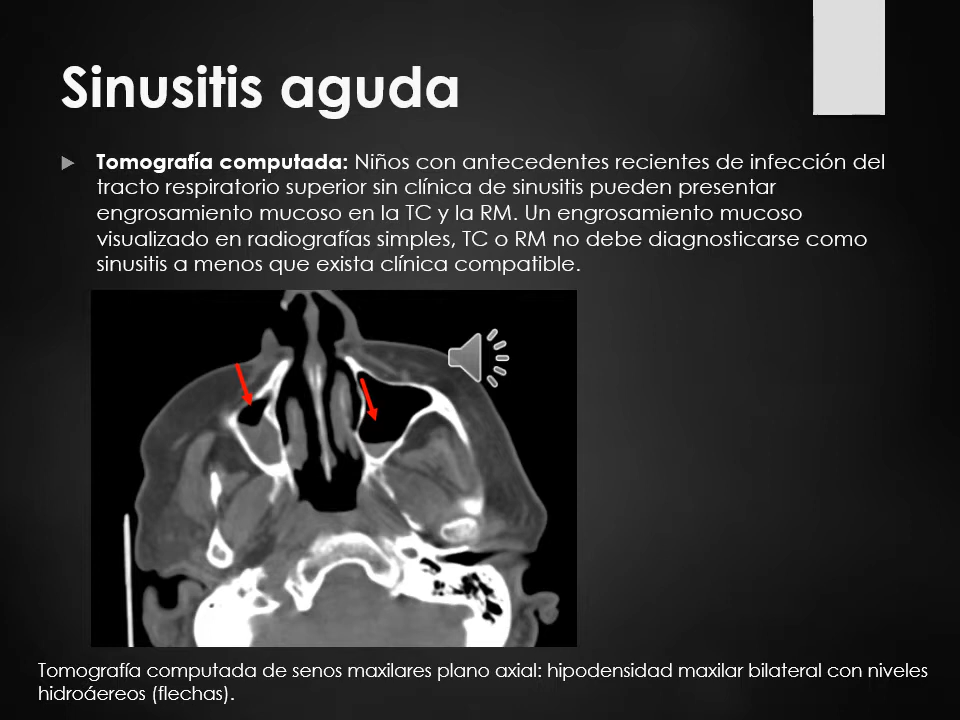 Sinusitis aguda
Tomografía computada: Niños con antecedentes recientes de infección del
tracto respiratorio superior sin clínica de sinusitis pueden presentar
engrosamiento mucoso en la TC y la RM. Un engrosamiento mucoso
visualizado en radiografías simples, TC o RM no debe diagnosticarse como
sinusitis a menos que exista clínica compatible.
Tomografía computada de senos maxilares plano axial: hipodensidad maxilar bilateral con niveles
hidroáereos (flechas).